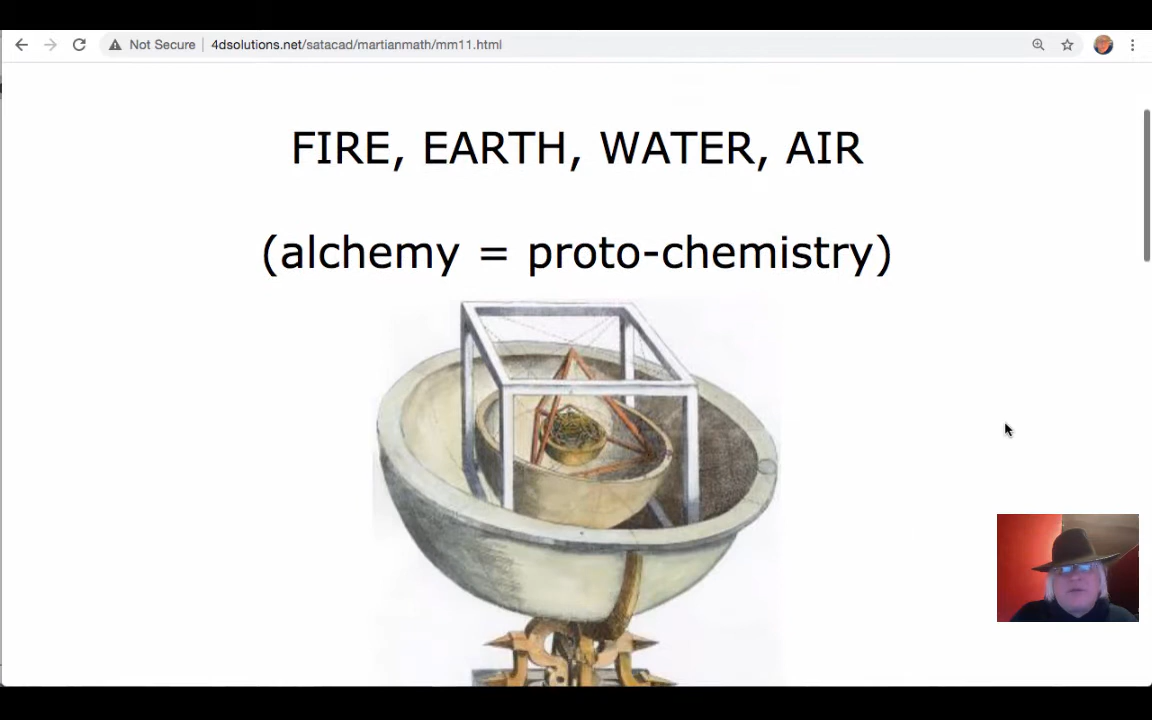 Not Secure
4dsolutions.net/satacad/martianmath/mm11.html
FIRE, EARTH, WATER, AIR
(alchemy = proto-chemistry)